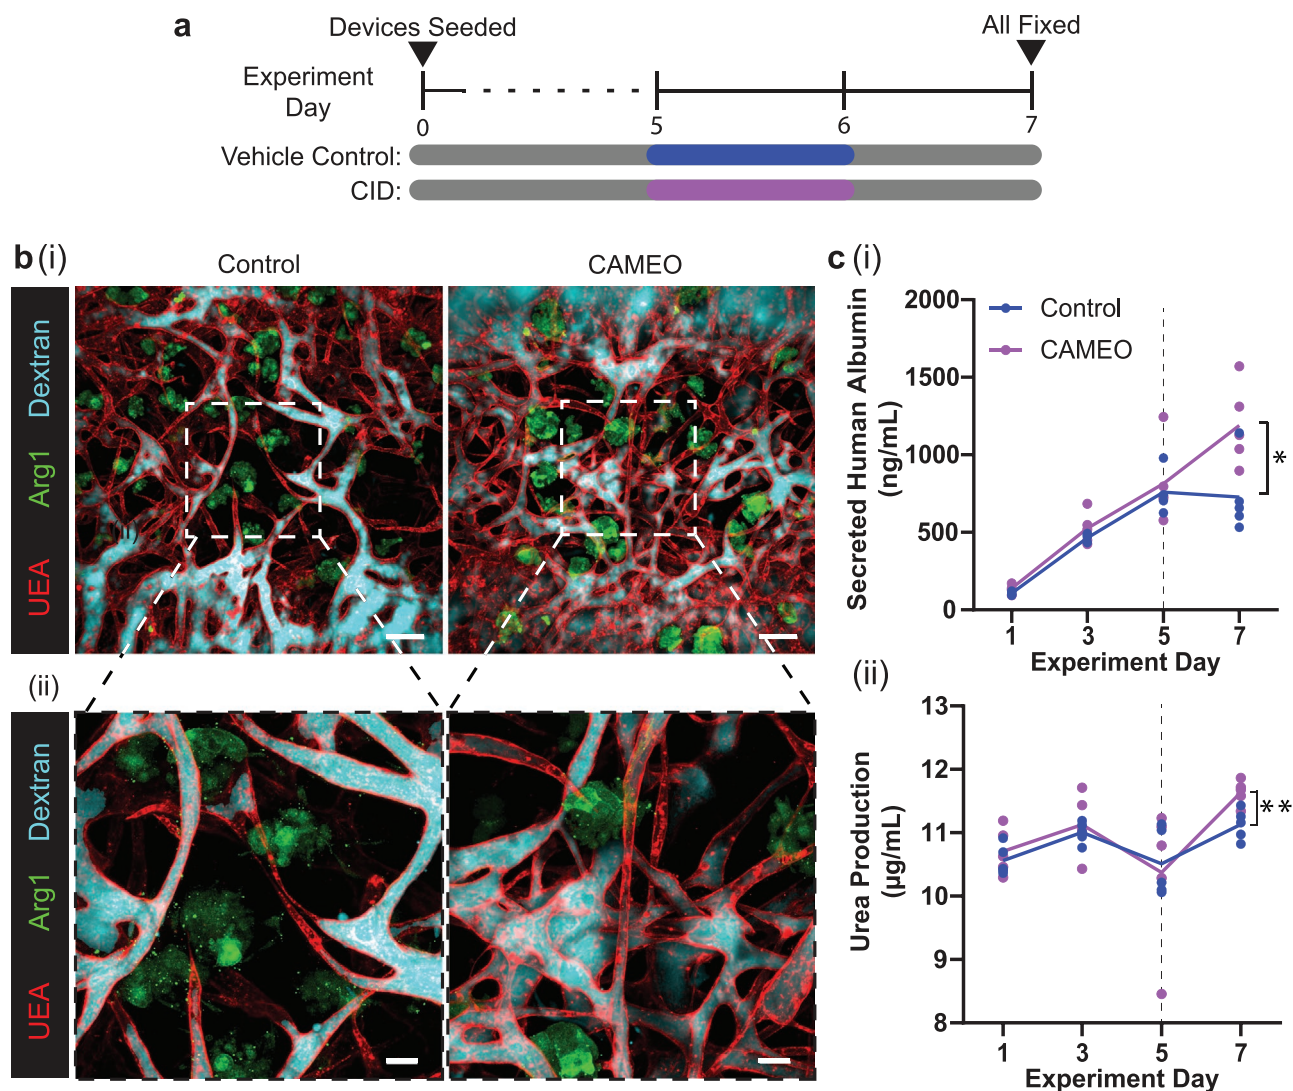 a
Devices Seeded
All Fixed
Experiment
Day
0
5
6
7
Vehicle Control:
CID:
b (i)
Control
CAMEO
UEA Arg1 Dextran
(ii)
UEA Arg1 Dextran
c (i)
Secreted Human Albumin
(ng/mL)
2000
1500
1000
500
0
Control
CAMEO
*
1 3 5 7
Experiment Day
(ii)
Urea Production
(µg/mL)
13
12
11
10
9
8
**
1 3 5 7
Experiment Day